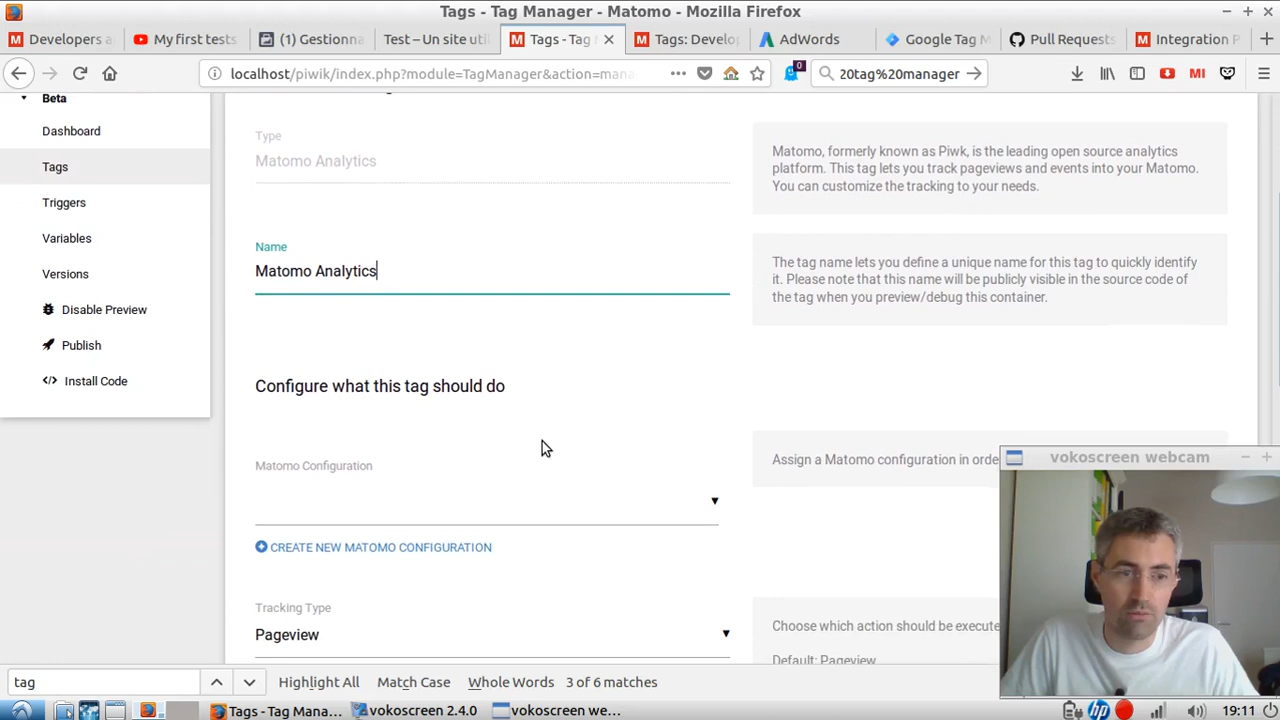 Tags - Tag Manager - Matomo - Mozilla Firefox
Developers a
My first tests
(1) Gestionna
Test – Un site uti
Tags - Tag
Tags: Develop
AdWords
Google Tag M
Pull Requests
Integration P
localhost/piwik/index.php?module=TagManager&action=mana
0
20tag%20manager
MI
Beta
Dashboard
Tags
Triggers
Variables
Versions
Disable Preview
Publish
Install Code
Type
Matomo Analytics
Matomo, formerly known as Piwk, is the leading open source analytics
platform. This tag lets you track pageviews and events into your Matomo.
You can customize the tracking to your needs.
Name
Matomo Analytics
The tag name lets you define a unique name for this tag to quickly identify
it. Please note that this name will be publicly visible in the source code of
the tag when you preview/debug this container.
Configure what this tag should do
Matomo Configuration
Assign a Matomo configuration in orde
CREATE NEW MATOMO CONFIGURATION
Tracking Type
Pageview
Choose which action should be execute
Default: Pageview
vokoscreen webcam
tag
Highlight All
Match Case
Whole Words
3 of 6 matches
Tags - Tag Mana...
vokoscreen 2.4.0
vokoscreen we...
hp
19:11